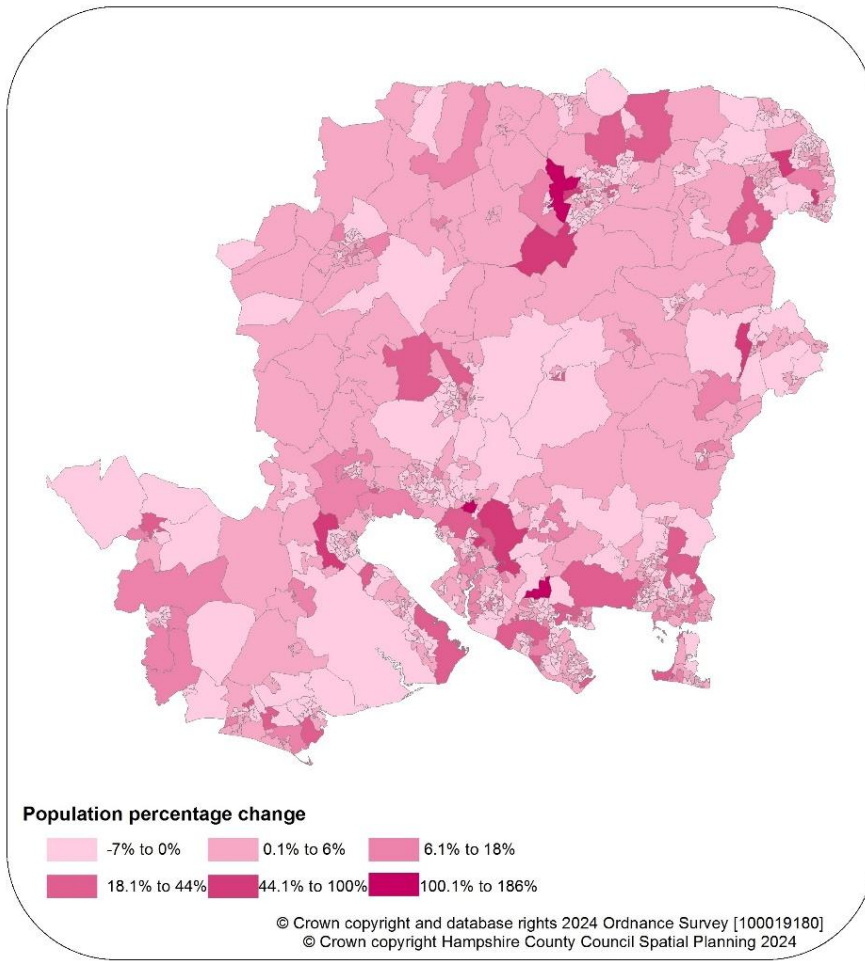 Population percentage change
-7% to 0% 0.1% to 6% 6.1% to 18%
18.1% to 44% 44.1% to 100% 100.1% to 186%
© Crown copyright and database rights 2024 Ordnance Survey [100019180]
© Crown copyright Hampshire County Council Spatial Planning 2024